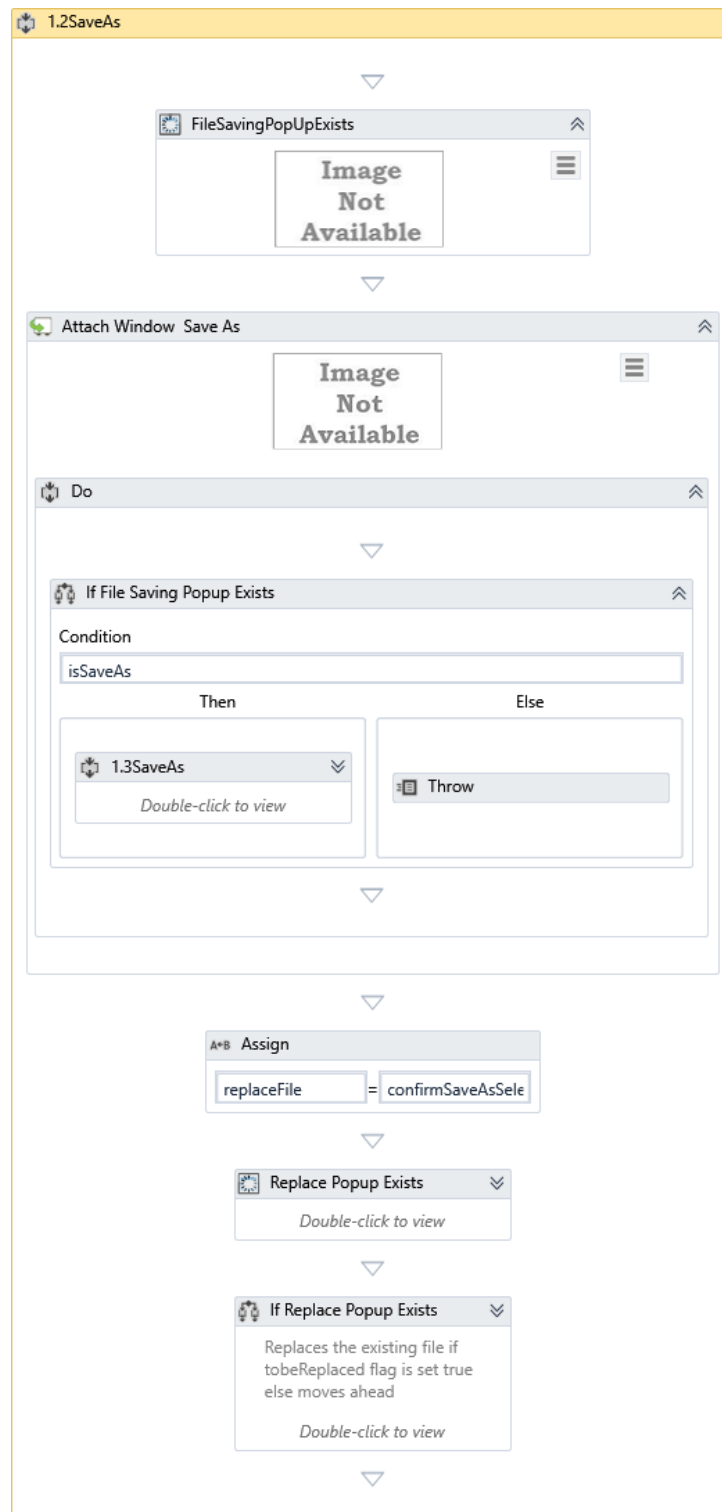 1.2SaveAs
FileSavingPopUpExists
Image
Not
Available
Attach Window  Save As
Image
Not
Available
Do
If File Saving Popup Exists
Condition
isSaveAs
Then
Else
1.3SaveAs
Double-click to view
Throw
A+B Assign
replaceFile = confirmSaveAsSele
Replace Popup Exists
Double-click to view
If Replace Popup Exists
Replaces the existing file if
tobeReplaced flag is set true
else moves ahead
Double-click to view